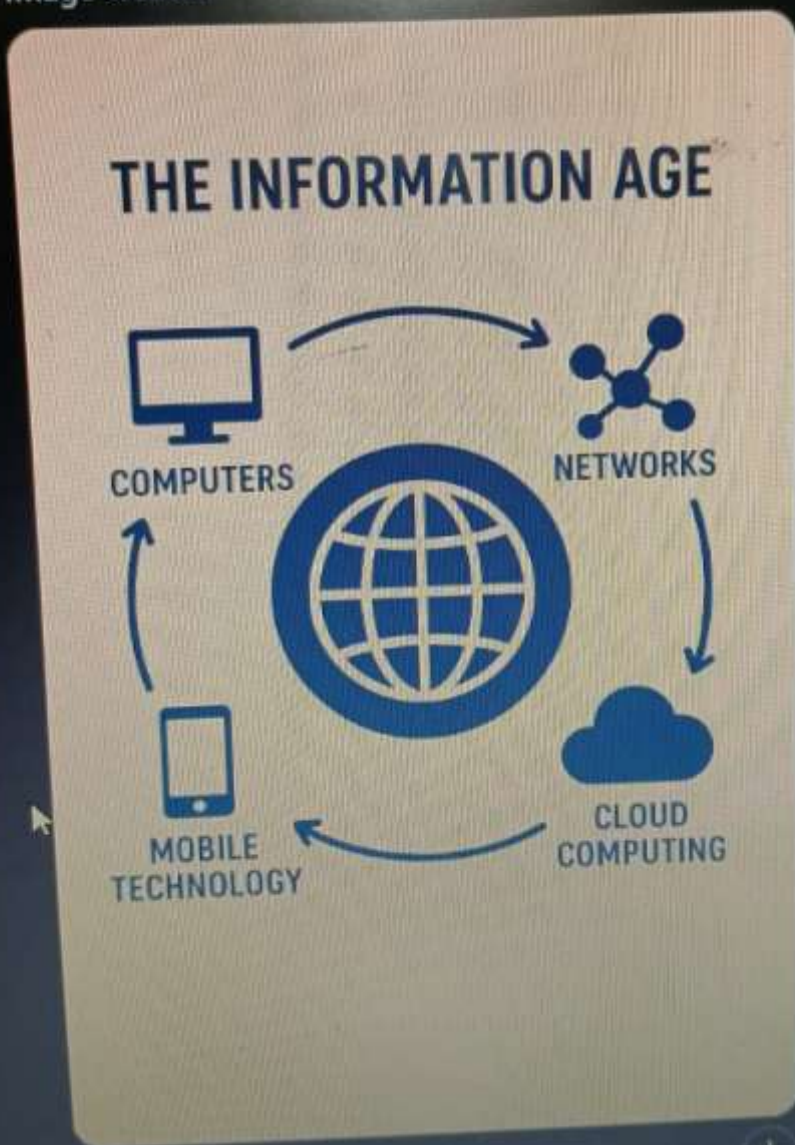 THE INFORMATION AGE
COMPUTERS
NETWORKS
CLOUD
COMPUTING
MOBILE
TECHNOLOGY